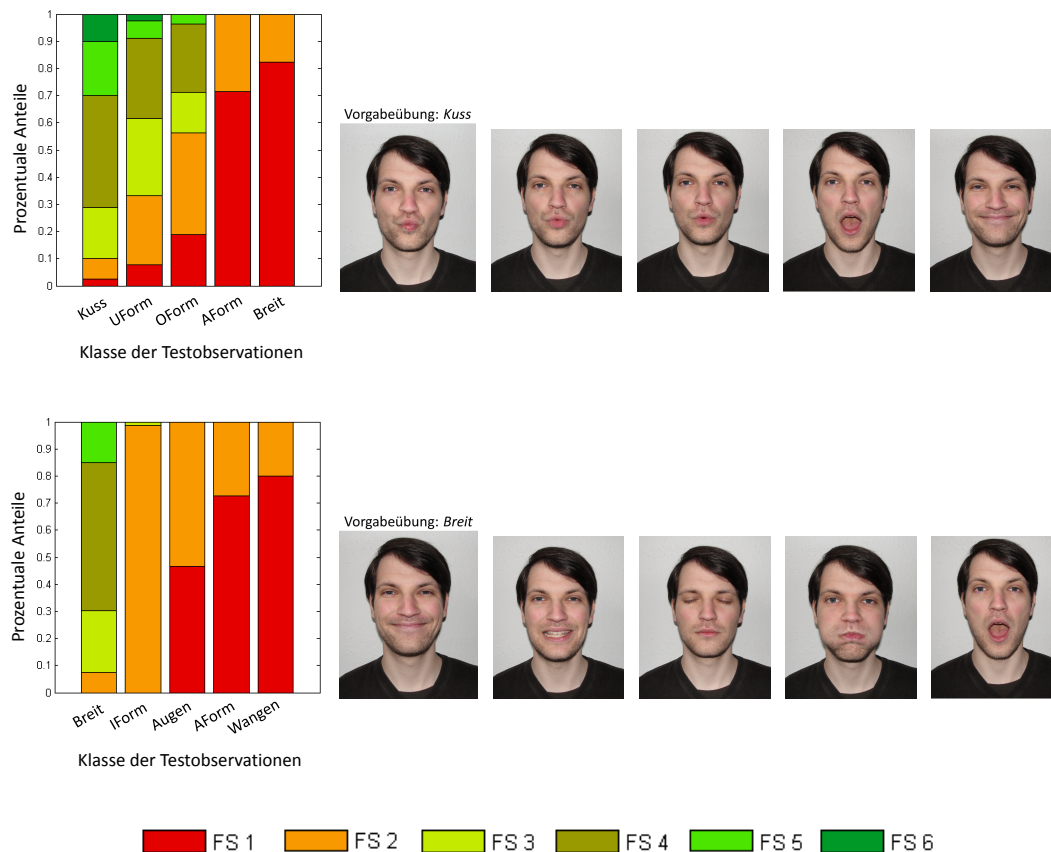 Prozentuale Anteile
1
0.9
0.8
0.7
0.6
0.5
0.4
0.3
0.2
0.1
0
Kuss UForm OForm AForm Breit
Klasse der Testobservationen
Vorgabeübung: Kuss
Prozentuale Anteile
1
0.9
0.8
0.7
0.6
0.5
0.4
0.3
0.2
0.1
0
Breit IForm Augen AForm Wangen
Klasse der Testobservationen
Vorgabeübung: Breit
FS 1 FS 2 FS 3 FS 4 FS 5 FS 6